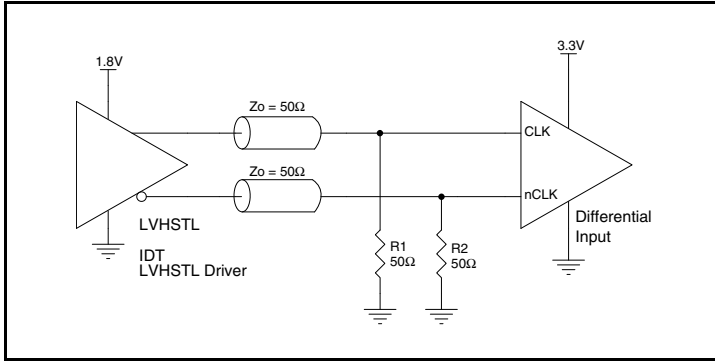 3.3V
1.8V
Zo = 50Ω
CLK
Zo = 50Ω
nCLK
LVHSTL
Differential
Input
IDT
LVHSTL Driver
R1
50Ω
R2
50Ω